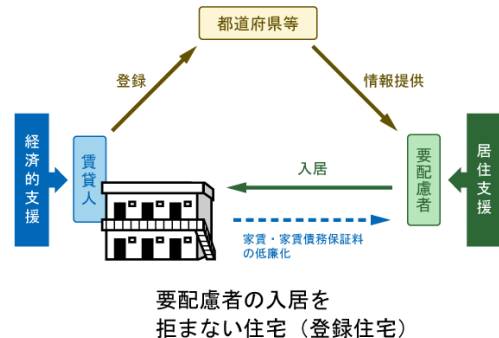 都道府県等
登録
情報提供
経済的支援
賃貸人
要配慮者
居住支援
入居
家賃・家賃債務保証料
の低廉化
要配慮者の入居を
拒まない住宅（登録住宅）